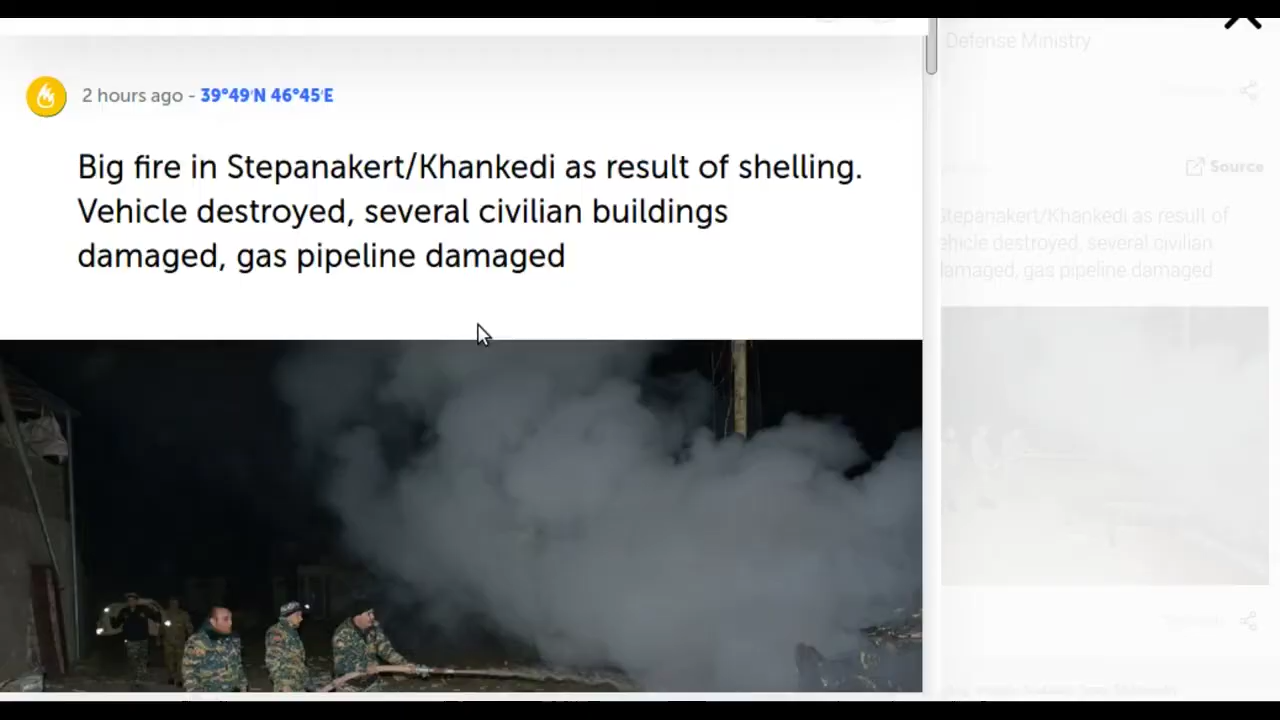 2 hours ago - 39°49′N 46°45′E
Big fire in Stepanakert/Khankedi as result of shelling.
Vehicle destroyed, several civilian buildings
damaged, gas pipeline damaged
Defense Ministry
Source
Stepanakert/Khankedi as result of
ehicle destroyed, several civilian
damaged, gas pipeline damaged